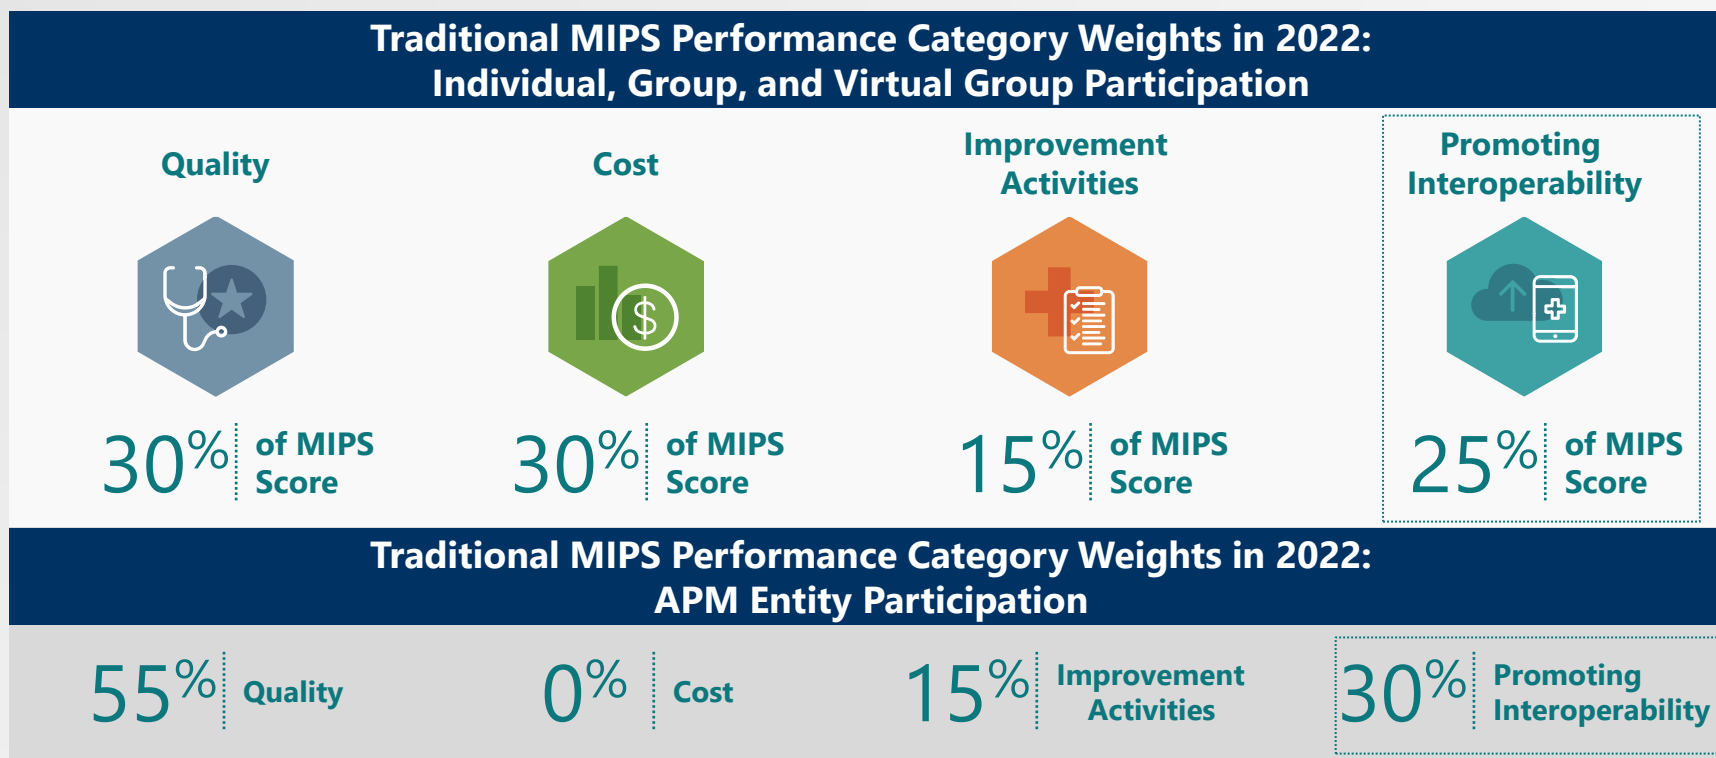 Traditional MIPS Performance Category Weights in 2022:
Individual, Group, and Virtual Group Participation
Quality
Cost
Improvement
Activities
Promoting
Interoperability
$
30% of MIPS
Score
30% of MIPS
Score
15% of MIPS
Score
25% of MIPS
Score
Traditional MIPS Performance Category Weights in 2022:
APM Entity Participation
55% Quality
0% Cost
15% Improvement
Activities
30% Promoting
Interoperability